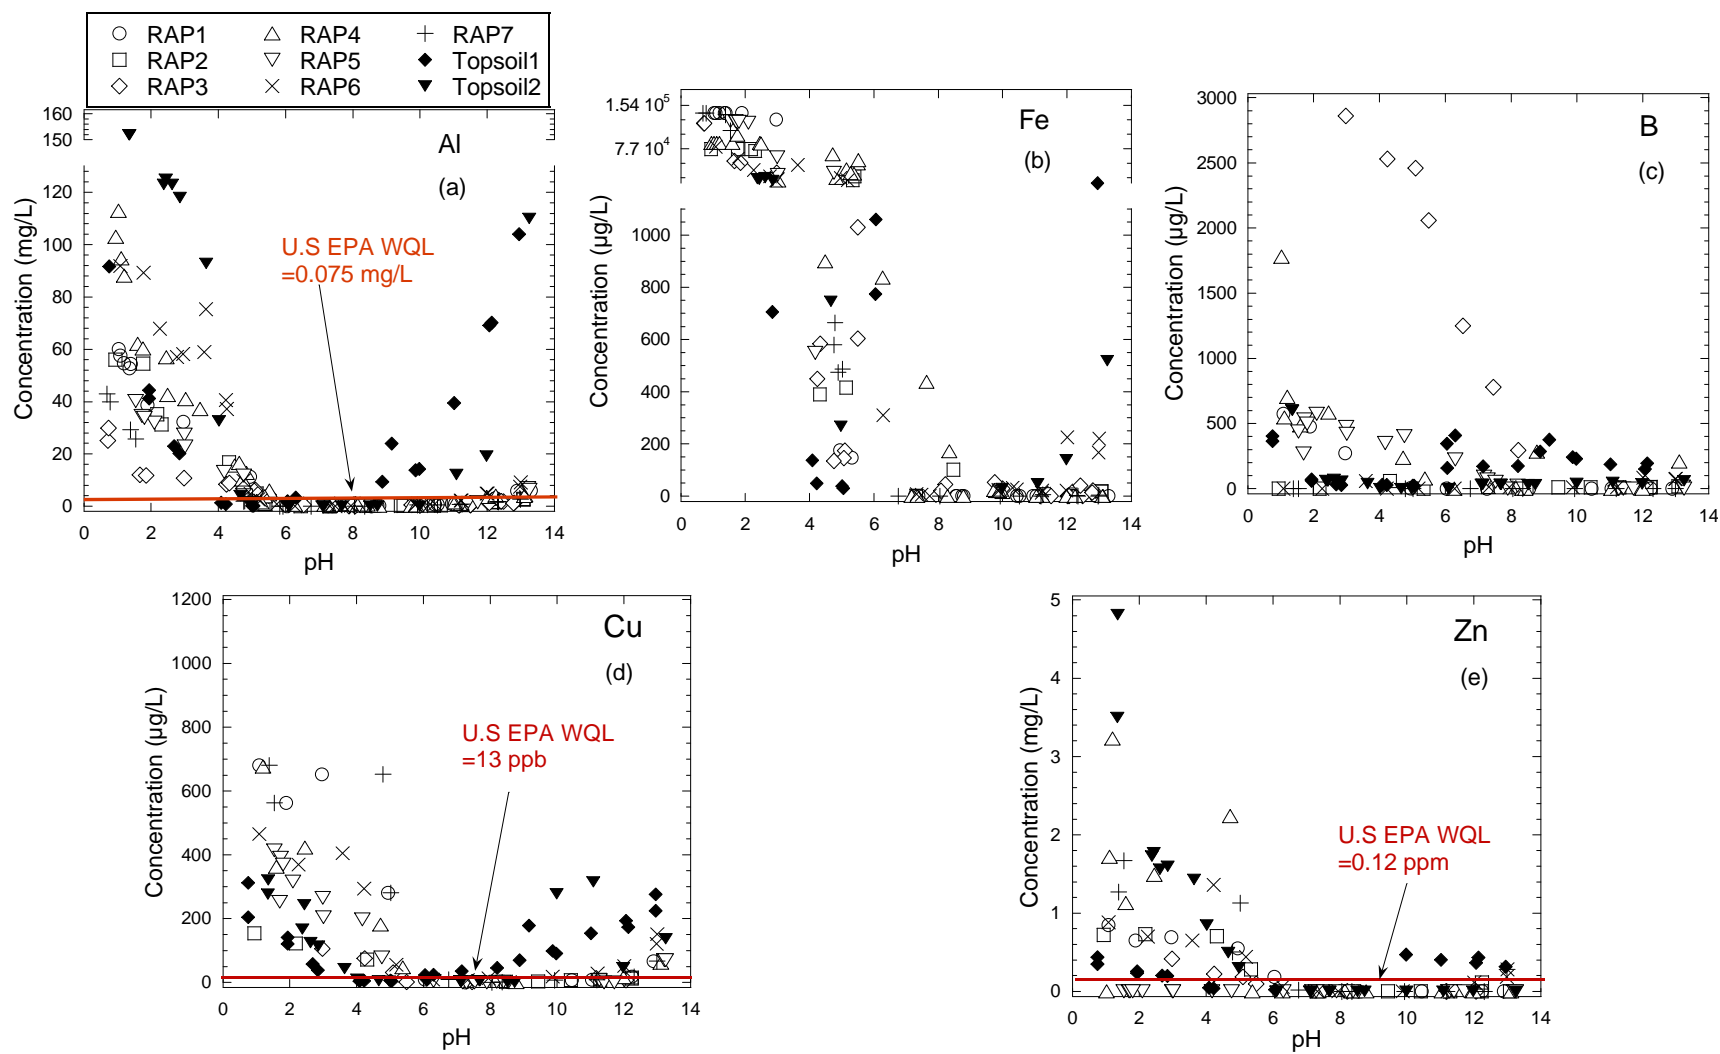 RAP1 RAP4 RAP7
RAP2 RAP5 Topsoil1
RAP3 RAP6 Topsoil2
Al
(a)
Concentration (mg/L)
160
150
120
100
80
60
40
20
0
U.S EPA WQL
=0.075 mg/L
0 2 4 6 8 10 12 14
pH
Fe
(b)
Concentration (µg/L)
1.54 10^5
7.7 10^4
1000
800
600
400
200
0
0 2 4 6 8 10 12 14
pH
B
(c)
Concentration (µg/L)
3000
2500
2000
1500
1000
500
0
0 2 4 6 8 10 12 14
pH
Cu
(d)
Concentration (µg/L)
1200
1000
800
600
400
200
0
U.S EPA WQL
=13 ppb
0 2 4 6 8 10 12 14
pH
Zn
(e)
Concentration (mg/L)
5
4
3
2
1
0
U.S EPA WQL
=0.12 ppm
0 2 4 6 8 10 12 14
pH